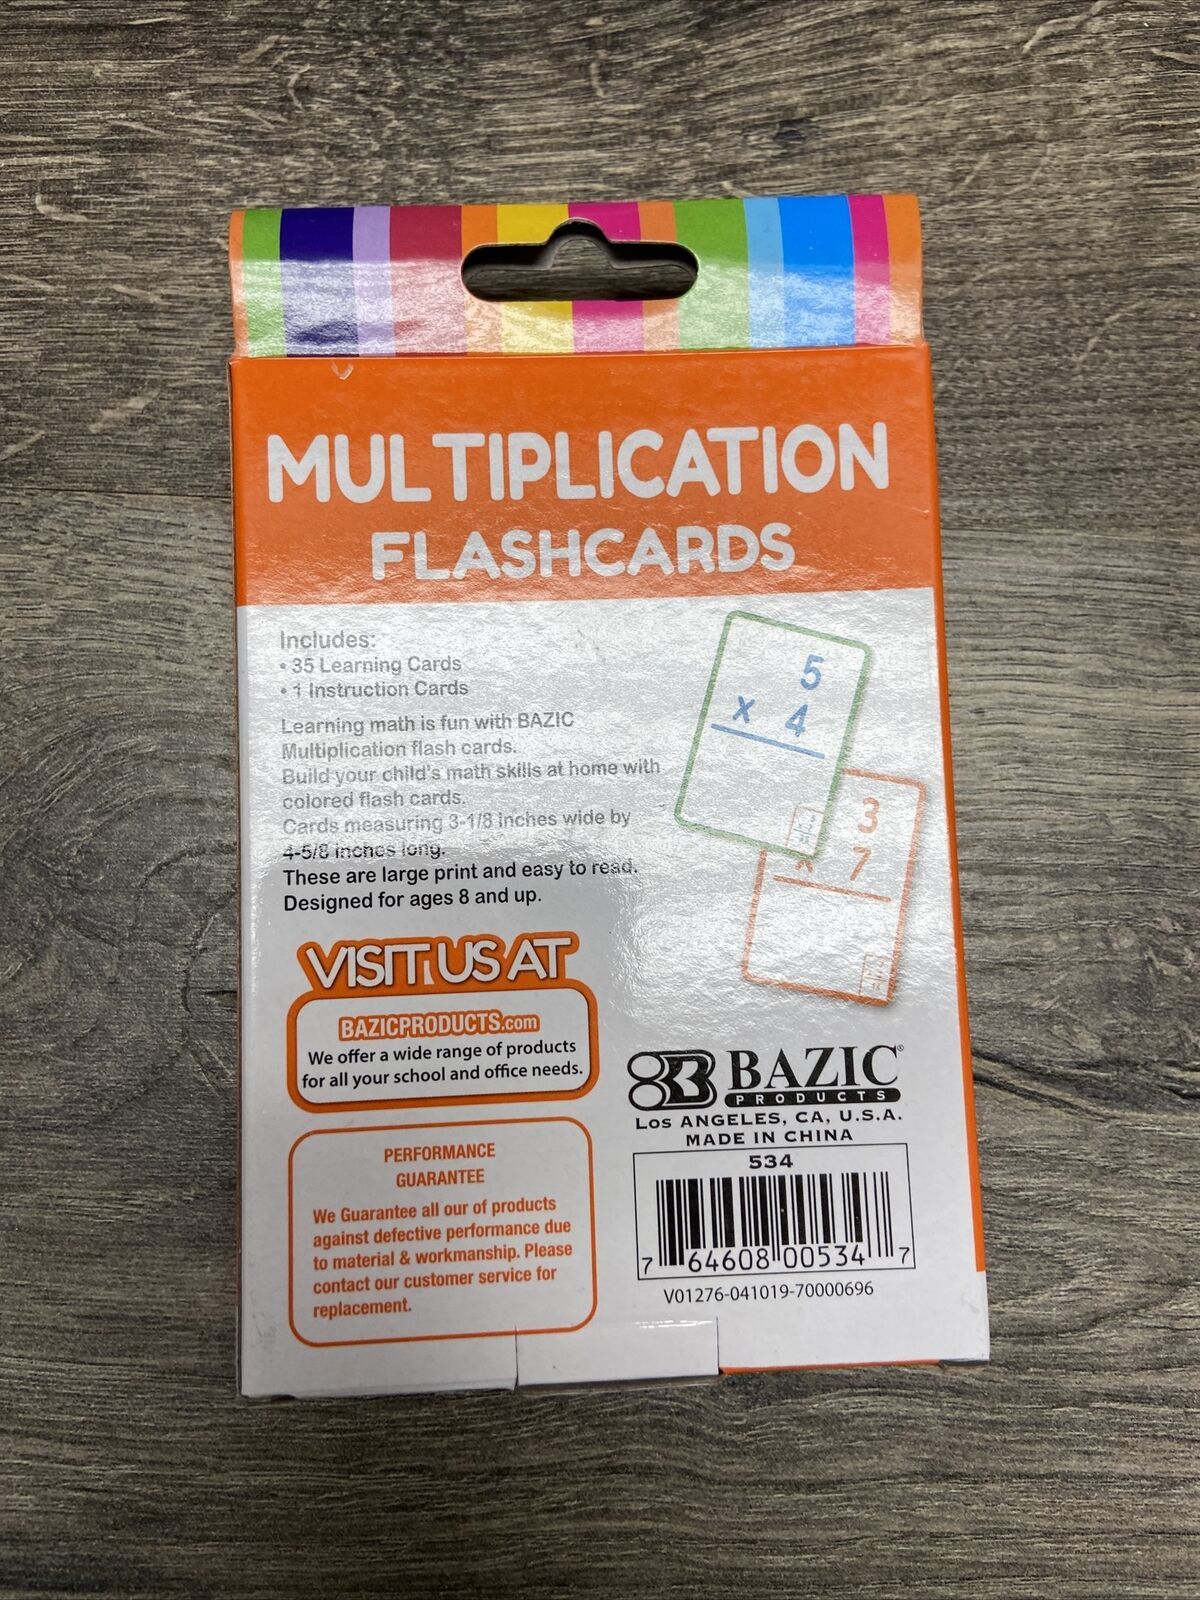 MULTIPLICATION
FLASHCARDS
Includes:
• 35 Learning Cards
• 1 Instruction Cards
Learning math is fun with BAZIC
Multiplication flash cards.
Build your child's math skills at home with
colored flash cards.
Cards measuring 3-1/8 inches wide by
4-5/8 inches long.
These are large print and easy to read.
Designed for ages 8 and up.
5
x 4
3
x 7
VISIT US AT
BAZICPRODUCTS.com
We offer a wide range of products
for all your school and office needs.
PERFORMANCE
GUARANTEE
We Guarantee all our of products
against defective performance due
to material & workmanship. Please
contact our customer service for
replacement.
BAZIC®
PRODUCTS
Los ANGELES, CA, U.S.A.
MADE IN CHINA
534
7 64608 00534 7
V01276-041019-70000696